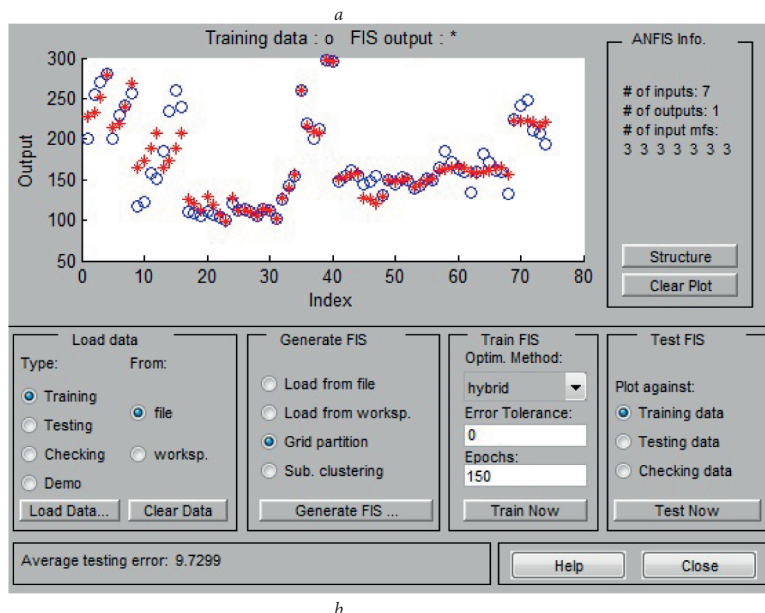 a
Training data : o FIS output : *
300
250
200
150
100
50
Output
0 10 20 30 40 50 60 70 80
Index
ANFIS Info.
# of inputs: 7
# of outputs: 1
# of input mfs:
3 3 3 3 3 3 3
Structure
Clear Plot
Load data
Type: From:
Training
Testing
Checking
Demo
file
worksp.
Load Data... Clear Data
Generate FIS
Load from file
Load from worksp.
Grid partition
Sub. clustering
Generate FIS ...
Train FIS
Optim. Method:
hybrid
Error Tolerance:
0
Epochs:
150
Train Now
Test FIS
Plot against:
Training data
Testing data
Checking data
Test Now
Average testing error: 9.7299
Help Close
b